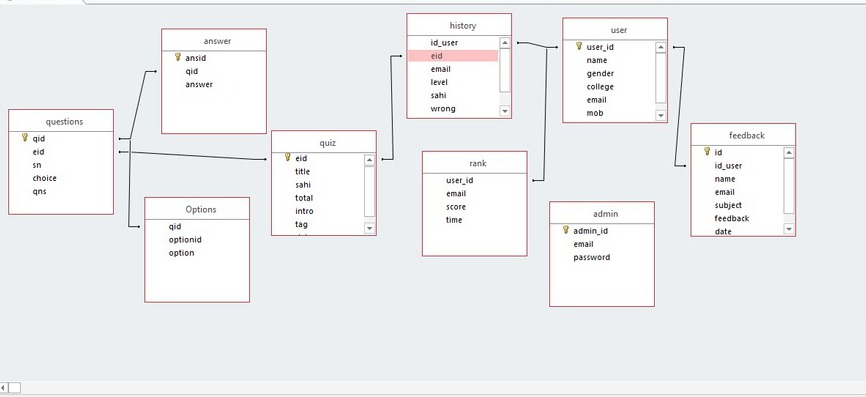 questions
qid
eid
sn
choice
qns
answer
ansid
qid
answer
Options
qid
optionid
option
quiz
eid
title
sahi
total
intro
tag
history
id_user
eid
email
level
sahi
wrong
rank
user_id
email
score
time
user
user_id
name
gender
college
email
mob
admin
admin_id
email
password
feedback
id
id_user
name
email
subject
feedback
date